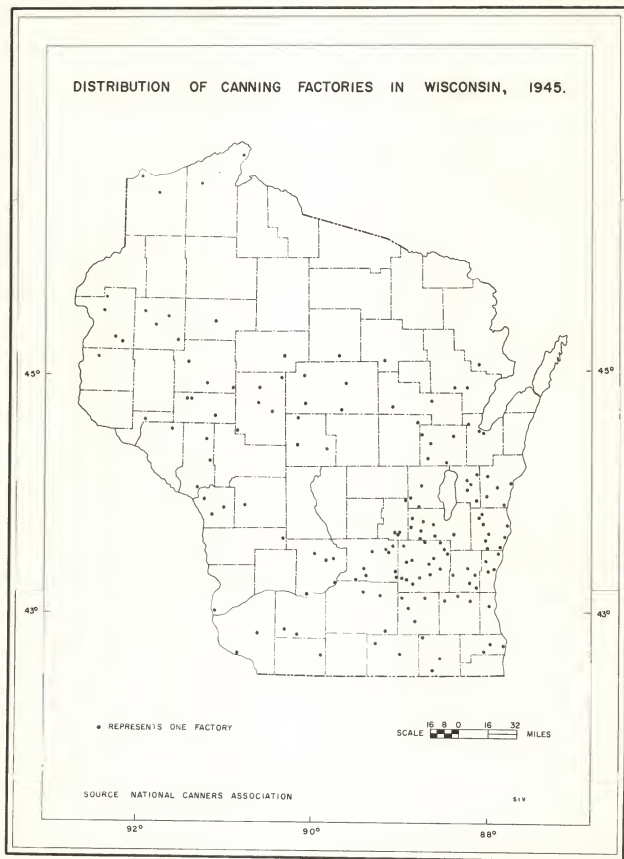 DISTRIBUTION OF CANNING FACTORIES IN WISCONSIN, 1945.
45° 45°
43° 43°
• REPRESENTS ONE FACTORY
16 8 0 16 32
SCALE MILES
SOURCE NATIONAL CANNERS ASSOCIATION
SIV
92° 90° 88°